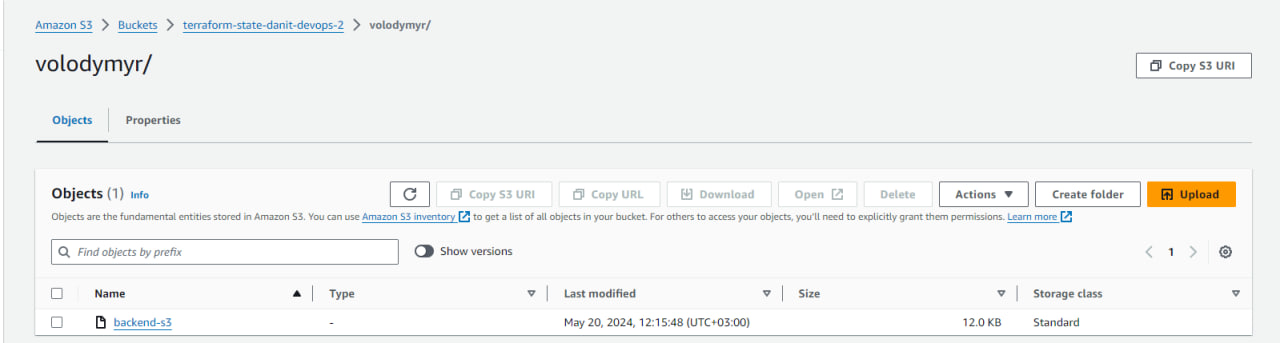 Amazon S3 > Buckets > terraform-state-danit-devops-2 > volodymyr/
volodymyr/
Copy S3 URI
Objects Properties
Objects (1) Info
Copy S3 URI Copy URL Download Open Delete Actions Create folder Upload
Objects are the fundamental entities stored in Amazon S3. You can use Amazon S3 inventory to get a list of all objects in your bucket. For others to access your objects, you'll need to explicitly grant them permissions. Learn more
Find objects by prefix Show versions < 1 >
Name Type Last modified Size Storage class
backend-s3 - May 20, 2024, 12:15:48 (UTC+03:00) 12.0 KB Standard